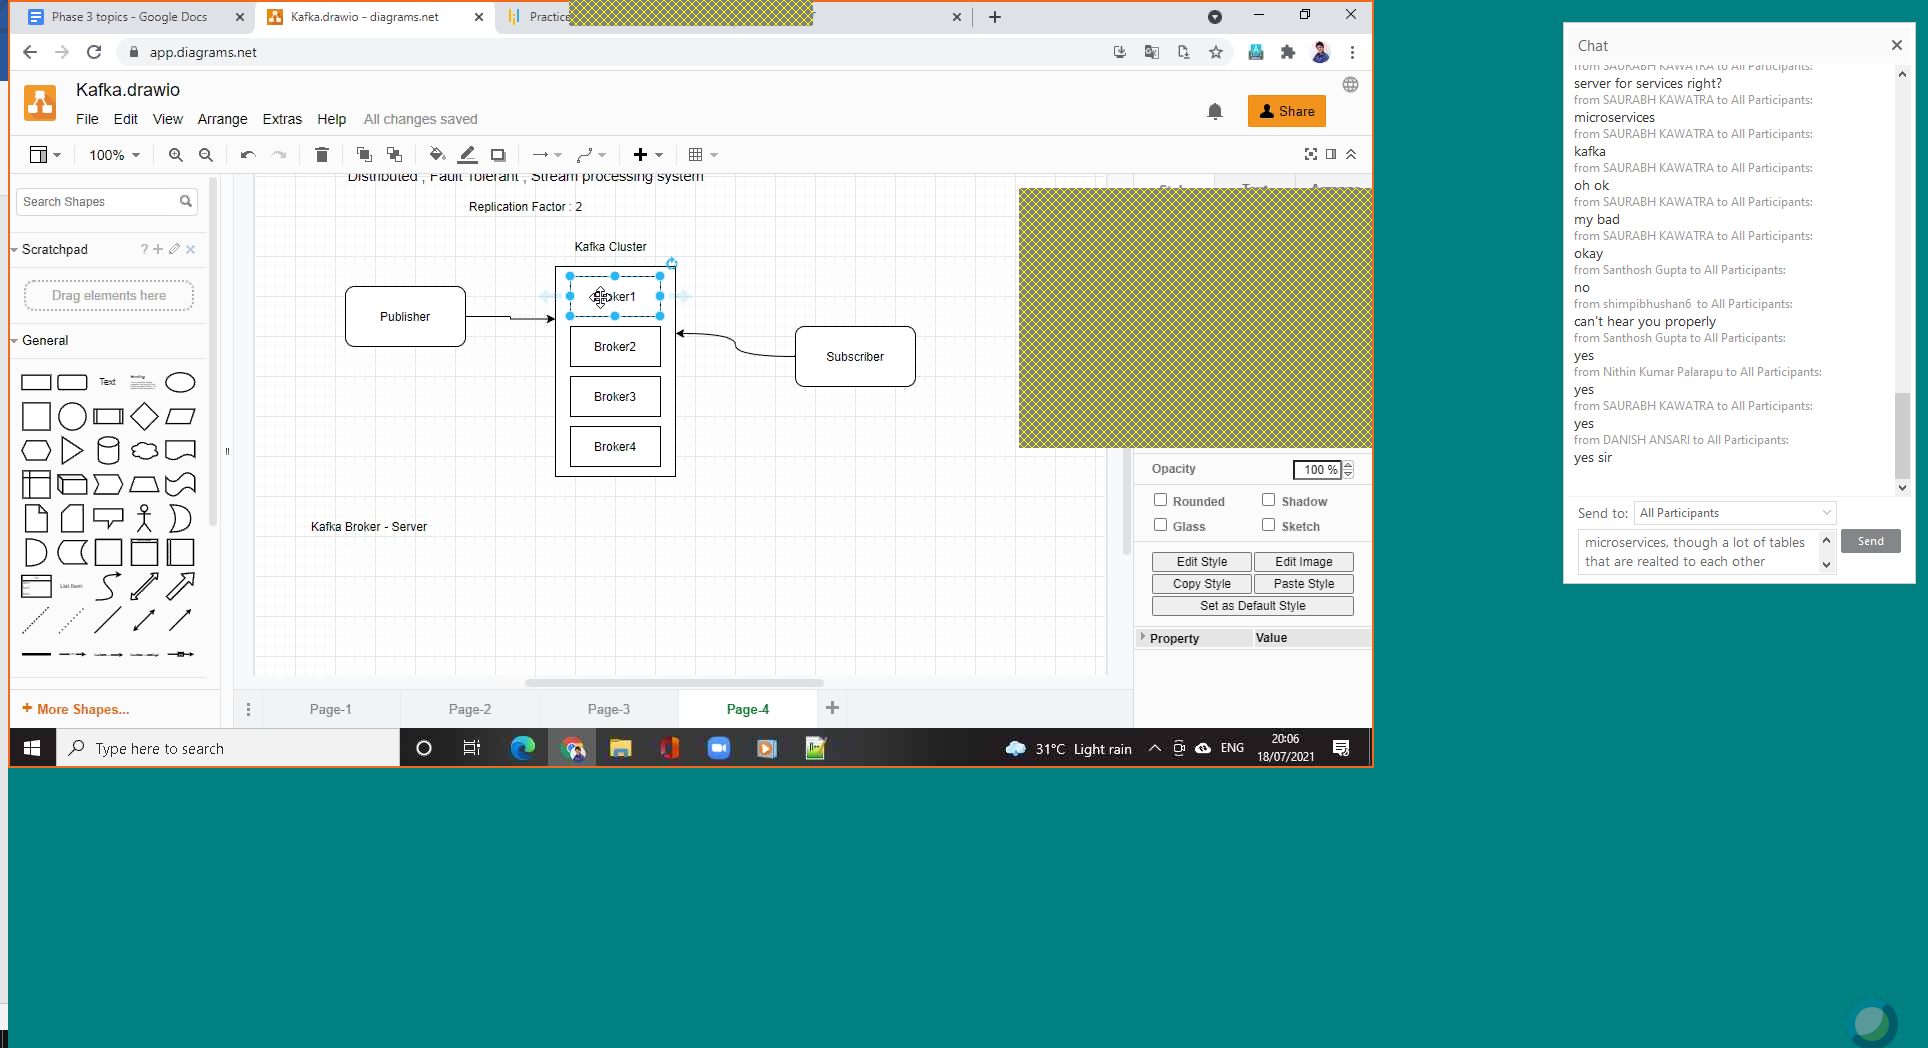 Phase 3 topics - Google Docs
Kafka.drawio - diagrams.net
Practice
app.diagrams.net
Kafka.drawio
File Edit View Arrange Extras Help All changes saved
Share
100%
Search Shapes
Scratchpad
Drag elements here
General
Text
Heading
List Item
More Shapes...
Distributed , Fault Tolerant , Stream processing system
Replication Factor : 2
Kafka Cluster
Publisher
Broker2
Broker3
Broker4
Subscriber
Kafka Broker - Server
Opacity
100 %
Rounded Shadow
Glass Sketch
Edit Style Edit Image
Copy Style Paste Style
Set as Default Style
Property Value
Page-1 Page-2 Page-3 Page-4
Type here to search
31°C Light rain
ENG
20:06
18/07/2021
Chat
from SAURABH KAWATRA to All Participants:
server for services right?
from SAURABH KAWATRA to All Participants:
microservices
from SAURABH KAWATRA to All Participants:
kafka
from SAURABH KAWATRA to All Participants:
oh ok
from SAURABH KAWATRA to All Participants:
my bad
from SAURABH KAWATRA to All Participants:
okay
from Santhosh Gupta to All Participants:
no
from shimpibhushan6 to All Participants:
can't hear you properly
from Santhosh Gupta to All Participants:
yes
from Nithin Kumar Palarapu to All Participants:
yes
from SAURABH KAWATRA to All Participants:
yes
from DANISH ANSARI to All Participants:
yes sir
Send to: All Participants
microservices, though a lot of tables
that are realted to each other
Send